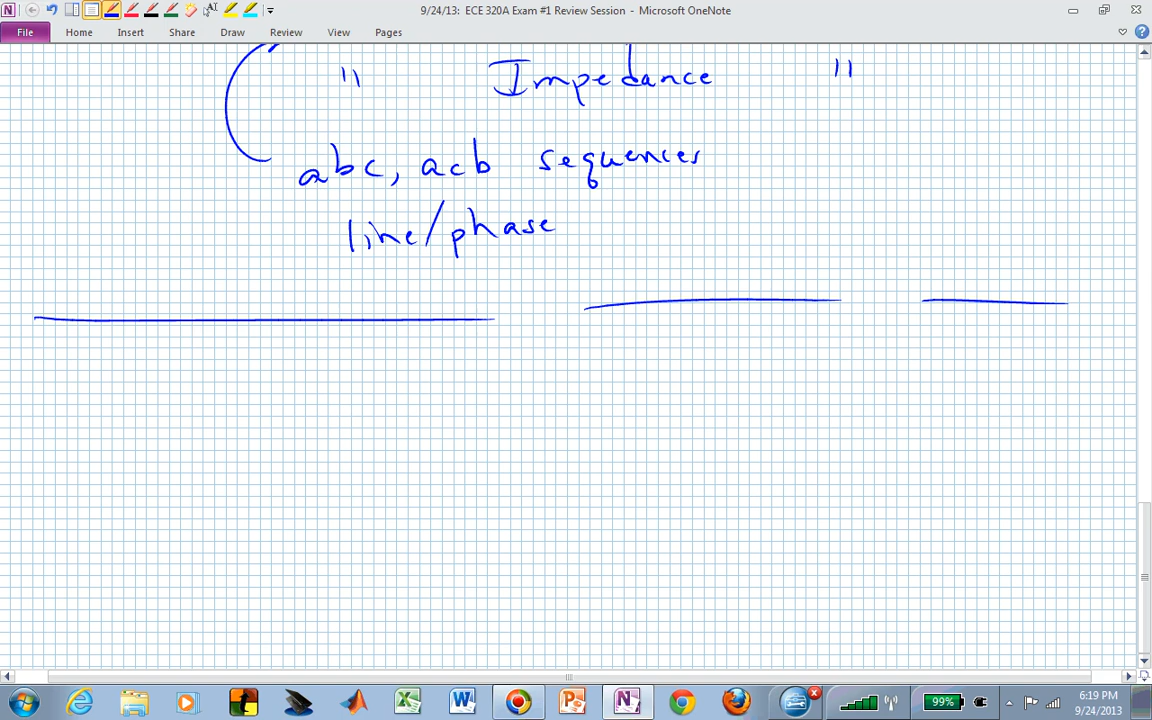 9/24/13: ECE 320A Exam #1 Review Session - Microsoft OneNote
File Home Insert Share Draw Review View Pages
" Impedance "
abc, acb sequences
line/phase
99%
6:19 PM
9/24/2013